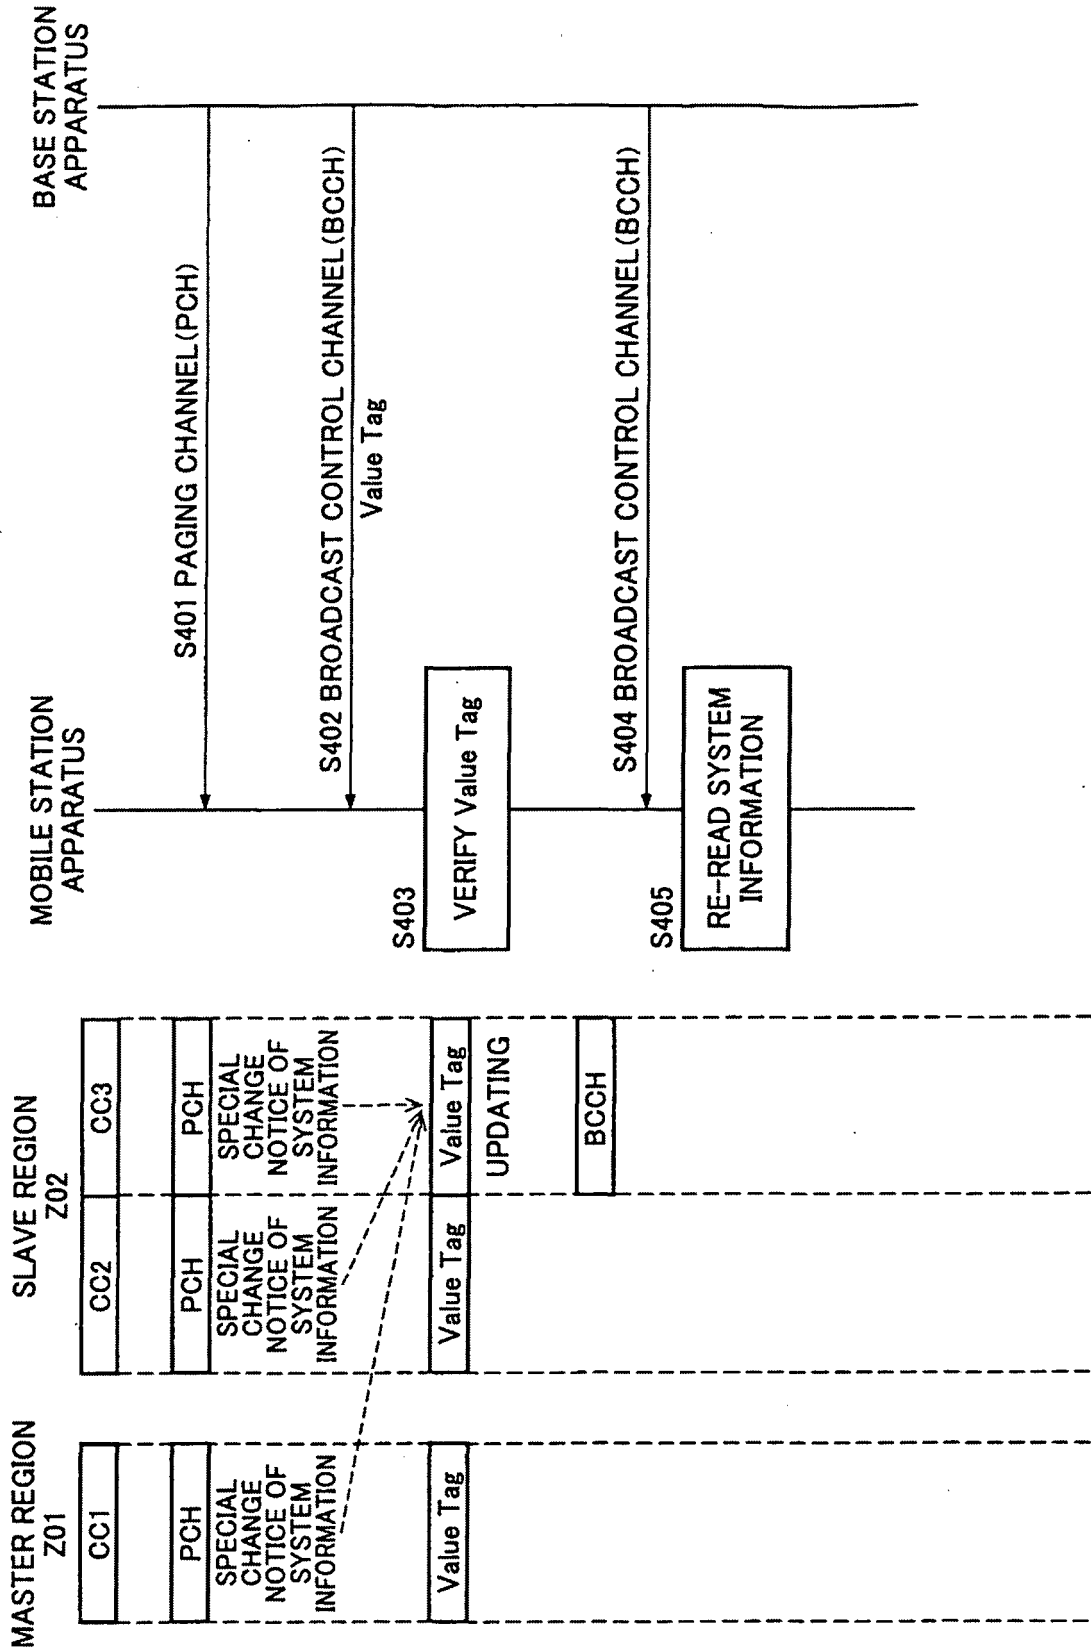 MASTER REGION
Z01
SLAVE REGION
Z02
MOBILE STATION
APPARATUS
BASE STATION
APPARATUS
CC1
CC2
CC3
PCH
PCH
PCH
SPECIAL
CHANGE
NOTICE OF
SYSTEM
INFORMATION
SPECIAL
CHANGE
NOTICE OF
SYSTEM
INFORMATION
SPECIAL
CHANGE
NOTICE OF
SYSTEM
INFORMATION
S401 PAGING CHANNEL(PCH)
S402 BROADCAST CONTROL CHANNEL(BCCH)
Value Tag
Value Tag
Value Tag
Value Tag
UPDATING
S403
VERIFY Value Tag
BCCH
S404 BROADCAST CONTROL CHANNEL(BCCH)
S405
RE-READ SYSTEM
INFORMATION